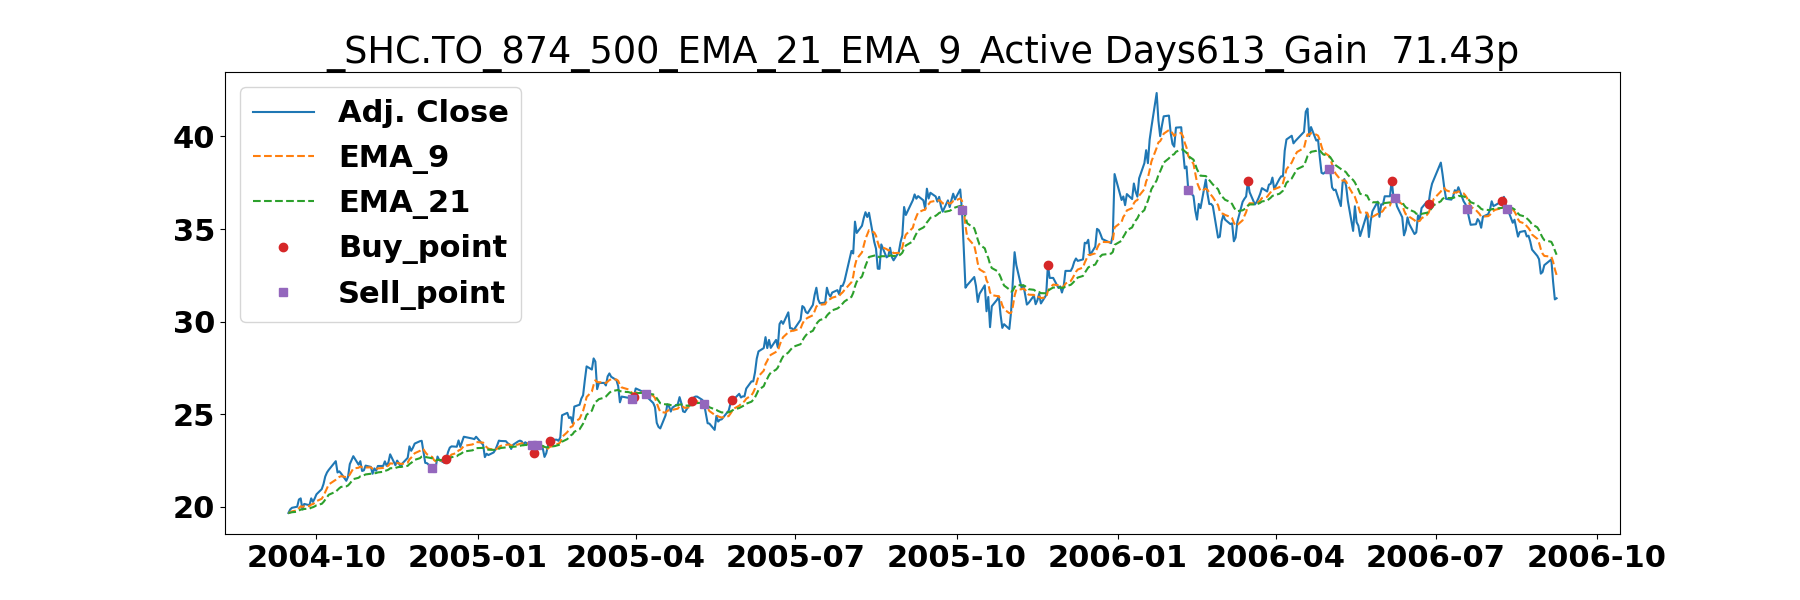 _SHC.TO_874_500_EMA_21_EMA_9_Active Days613_Gain  71.43p
Adj. Close
EMA_9
EMA_21
Buy_point
Sell_point
40
35
30
25
20
2004-10 2005-01 2005-04 2005-07 2005-10 2006-01 2006-04 2006-07 2006-10